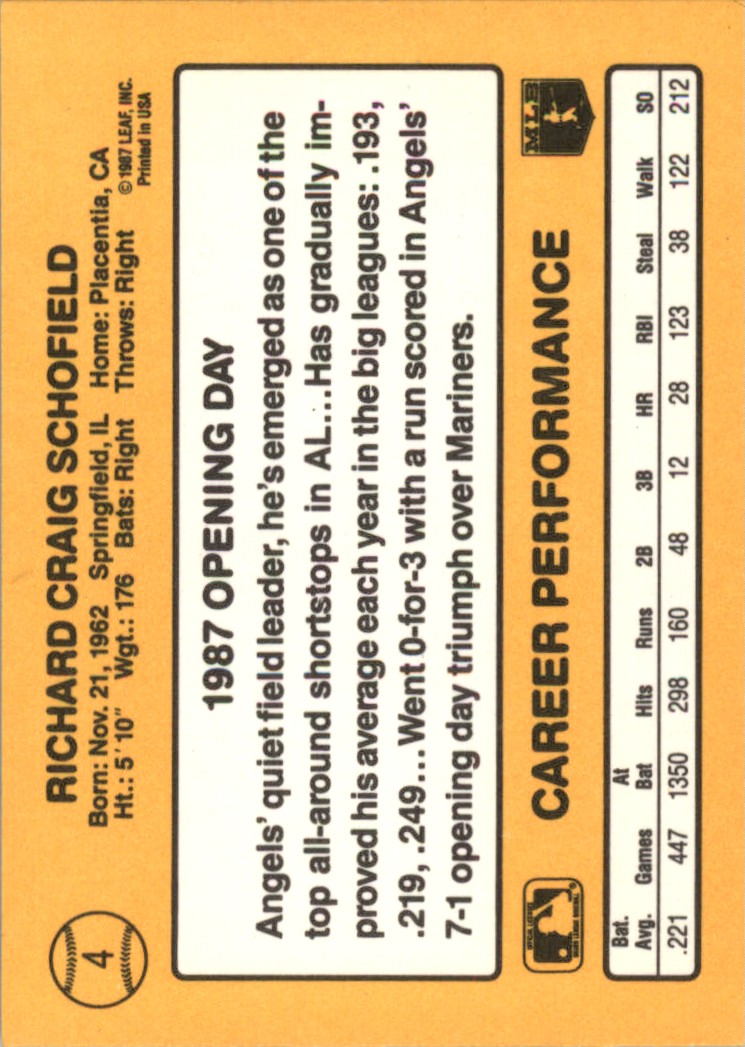 4
RICHARD CRAIG SCHOFIELD
Born: Nov. 21, 1962 Springfield, IL Home: Placentia, CA
Ht.: 5'10" Wgt.: 176 Bats: Right Throws: Right
© 1987 LEAF, INC.
Printed in USA
1987 OPENING DAY
Angels' quiet field leader, he's emerged as one of the
top all-around shortstops in AL...Has gradually im-
proved his average each year in the big leagues: .193,
.219, .249...Went 0-for-3 with a run scored in Angels'
7-1 opening day triumph over Mariners.
CAREER PERFORMANCE
MLB
Bat. Avg. Games At Bat Hits Runs 2B 3B HR RBI Steal Walk SO
.221 447 1350 298 160 48 12 28 123 38 122 212